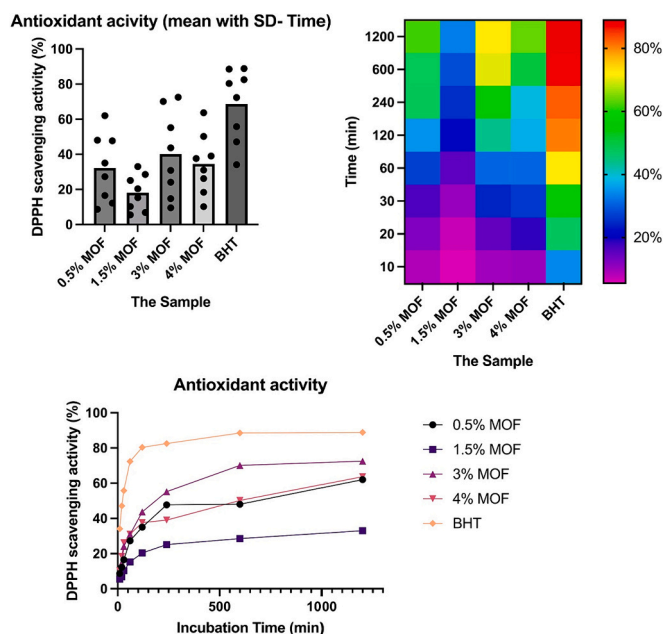 Antioxidant acivity (mean with SD- Time)
DPPH scavenging activity (%)
100
80
60
40
20
0
0.5% MOF
1.5% MOF
3% MOF
4% MOF
BHT
The Sample
Time (min)
1200
600
240
120
60
30
20
10
0.5% MOF
1.5% MOF
3% MOF
4% MOF
BHT
The Sample
80%
60%
40%
20%
Antioxidant activity
DPPH scavenging activity (%)
100
80
60
40
20
0
0
500
1000
Incubation Time (min)
0.5% MOF
1.5% MOF
3% MOF
4% MOF
BHT